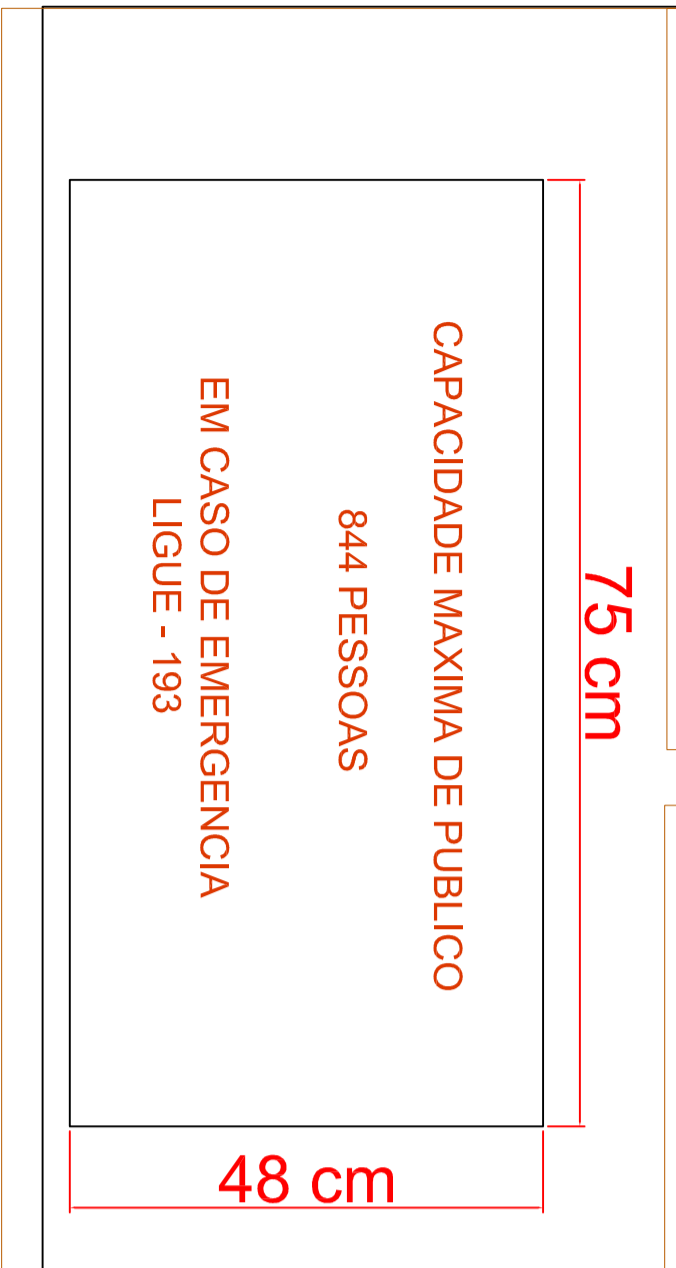 75 cm
CAPACIDADE MAXIMA DE PUBLICO
844 PESSOAS
EM CASO DE EMERGENCIA
LIGUE - 193
48 cm